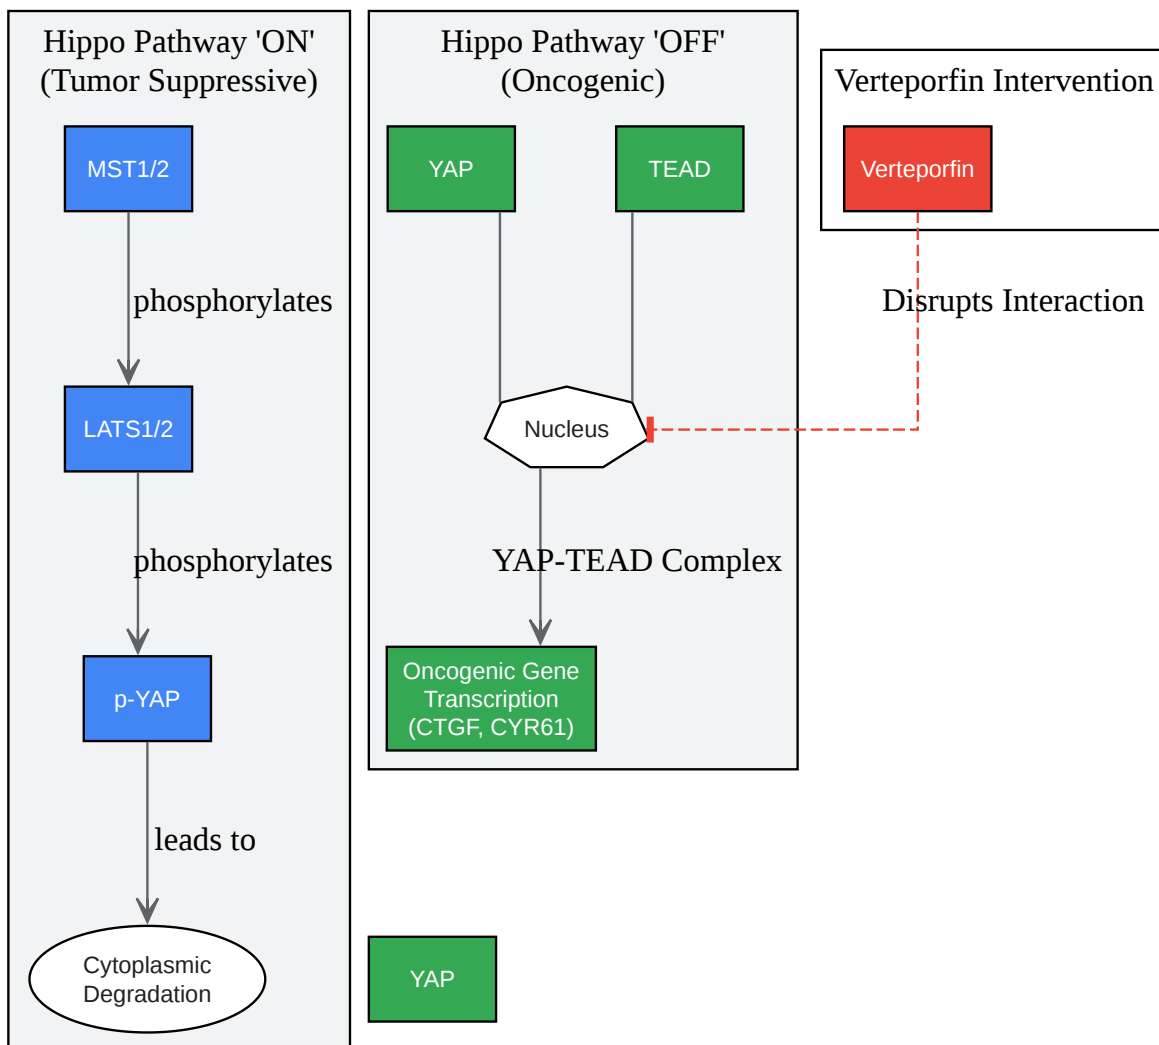 Hippo Pathway 'ON'
(Tumor Suppressive)
MST1/2
phosphorylates
LATS1/2
phosphorylates
p-YAP
leads to
Cytoplasmic
Degradation
Hippo Pathway 'OFF'
(Oncogenic)
YAP
TEAD
Nucleus
YAP-TEAD Complex
Oncogenic Gene
Transcription
(CTGF, CYR61)
YAP
Verteporfin Intervention
Verteporfin
Disrupts Interaction